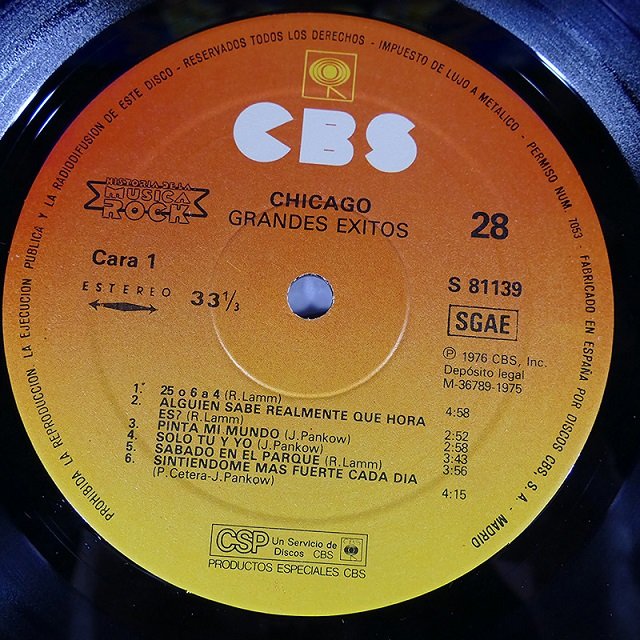 PROHIBIDA LA REPRODUCCION, LA EJECUCION PUBLICA Y LA RADIODIFUSION DE ESTE DISCO - RESERVADOS TODOS LOS DERECHOS - IMPUESTO DE LUJO A METALICO - PERMISO NUM. 7053 - FABRICADO EN ESPAÑA POR DISCOS CBS, S.A. - MADRID
CBS
HISTORIA DE LA
MUSICA
ROCK
CHICAGO
GRANDES EXITOS
28
Cara 1
ESTEREO 33 1/3
S 81139
SGAE
Ⓟ 1976 CBS, Inc.
Depósito legal
M-36789-1975
1. 25 o 6 a 4 (R.Lamm)
2. ALGUIEN SABE REALMENTE QUE HORA 4:58
ES? (R.Lamm)
3. PINTA MI MUNDO (J.Pankow) 2:52
4. SOLO TU Y YO (J.Pankow) 2:58
5. SABADO EN EL PARQUE (R.Lamm) 3:43
6. SINTIENDOME MAS FUERTE CADA DIA 3:56
(P.Cetera-J.Pankow) 4:15
CSP Un Servicio de
Discos CBS
PRODUCTOS ESPECIALES CBS